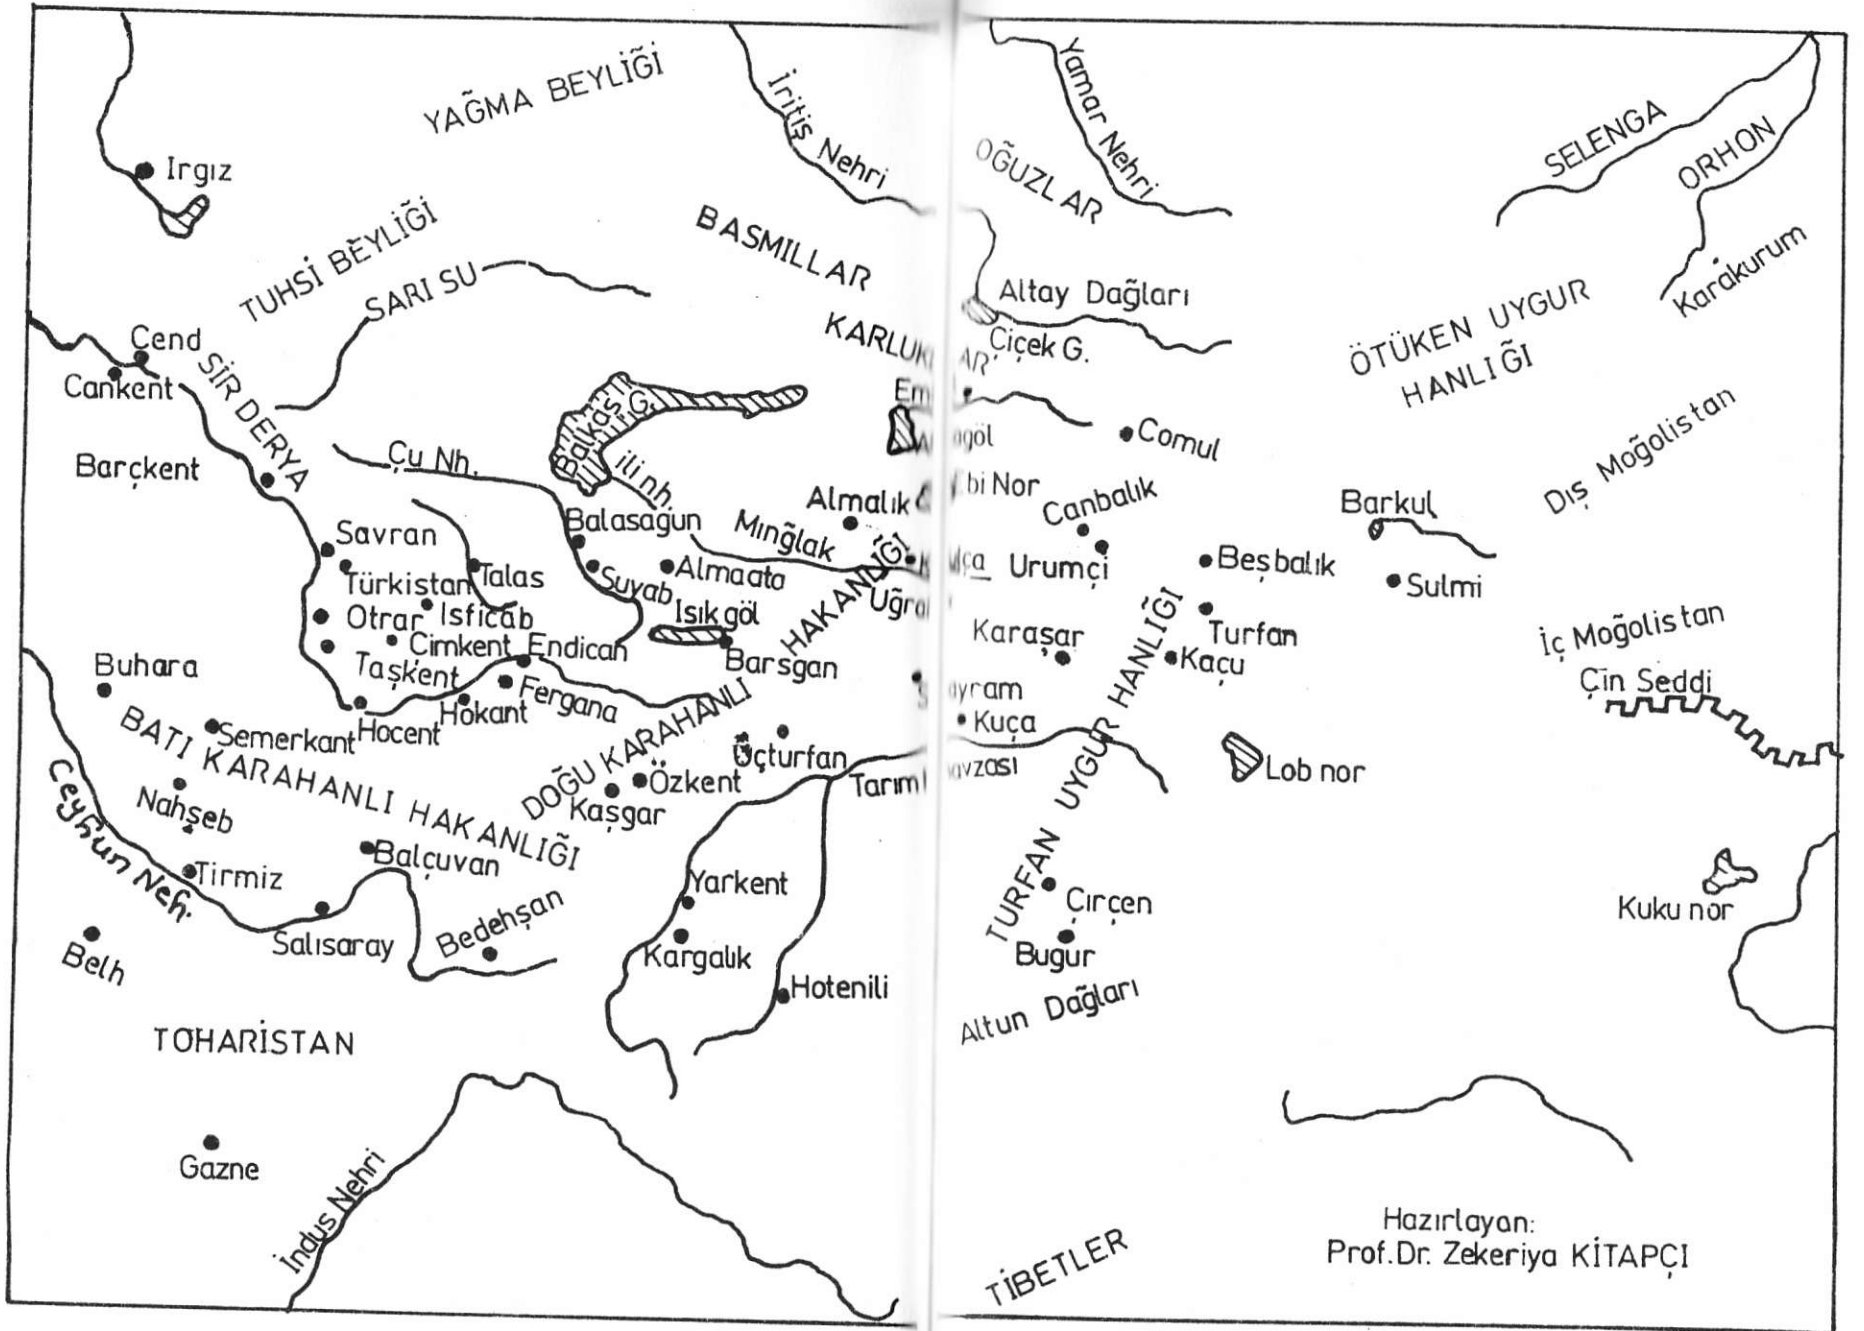 YAĞMA BEYLİĞİ
İritiş Nehri
Yamar Nehri
OĞUZLAR
SELENGA
ORHON
Irgız
TUHSİ BEYLİĞİ
SARI SU
BASMILLAR
Altay Dağları
Karakurum
Cend
SİR DERYA
Çiçek G.
ÖTÜKEN UYGUR
HANLIĞI
Cankent
Balkaş G.
Comul
Dış Moğolistan
Barçkent
Çu Nh.
ili nh.
Almalık
bi Nor
Canbalık
Barkul
Savran
Balasagun
Mınğlak
Türkistan
Talas
Suyab
Almaata
Urumçi
Beşbalık
Sulmi
Otrar
Isficab
Isık göl
Karaşar
Turfan
İç Moğolistan
Cimkent
Endican
Barsgan
Kaçu
Çin Seddi
Buhara
Taşkent
Fergana
Hokant
Hocent
Semerkant
BATI KARAHANLI HAKANLIĞI
DOĞU KARAHANLI
HAKANLIĞI
Kuça
Üçturfan
Özkent
Kaşgar
Lob nor
Nahşeb
Ceyhun Neh.
Tirmiz
Balçuvan
TURFAN UYGUR HANLIĞI
Yarkent
Çırçen
Kuku nor
Belh
Salısaray
Bedehşan
Kargalık
Bugur
Hotenili
Altun Dağları
TOHARİSTAN
Gazne
İndus Nehri
TİBETLER
Hazırlayan:
Prof.Dr. Zekeriya KİTAPÇI